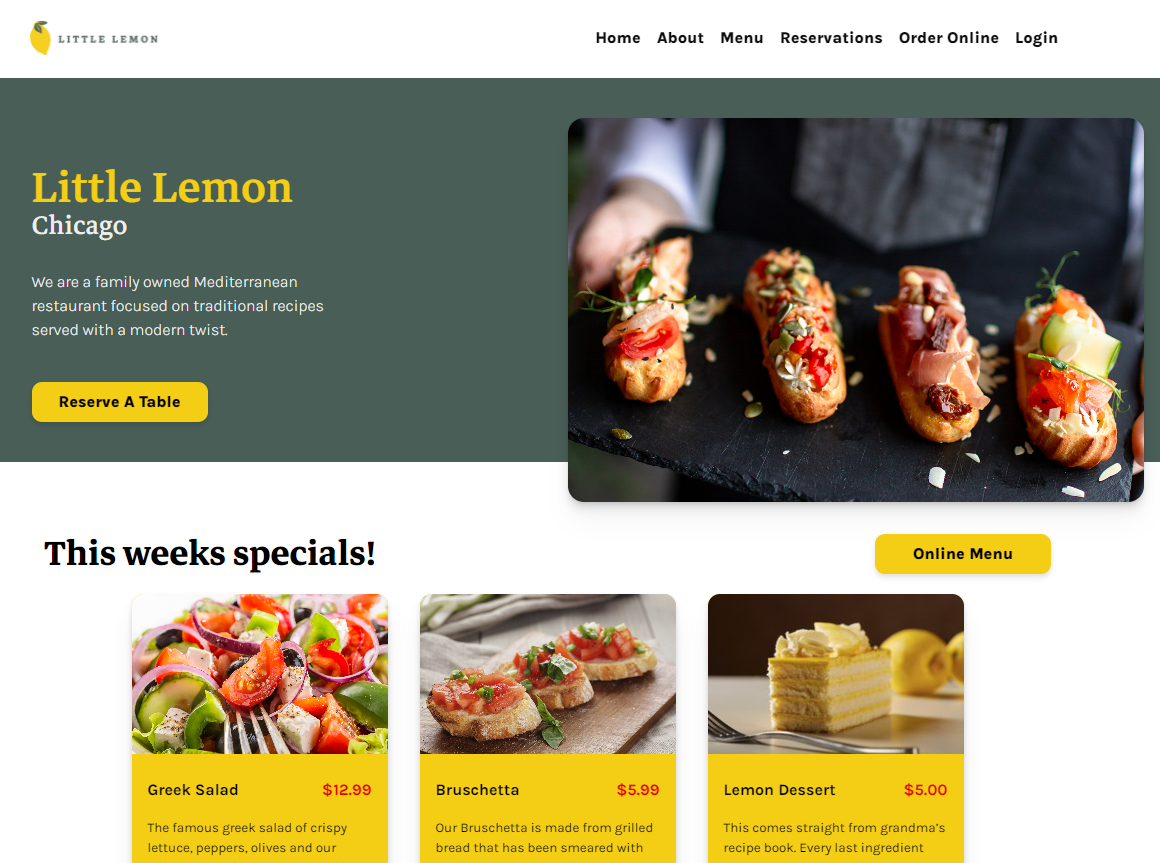 LITTLE LEMON
Home About Menu Reservations Order Online Login
Little Lemon
Chicago
We are a family owned Mediterranean
restaurant focused on traditional recipes
served with a modern twist.
Reserve A Table
This weeks specials!
Online Menu
Greek Salad $12.99
The famous greek salad of crispy
lettuce, peppers, olives and our
Bruschetta $5.99
Our Bruschetta is made from grilled
bread that has been smeared with
Lemon Dessert $5.00
This comes straight from grandma’s
recipe book. Every last ingredient